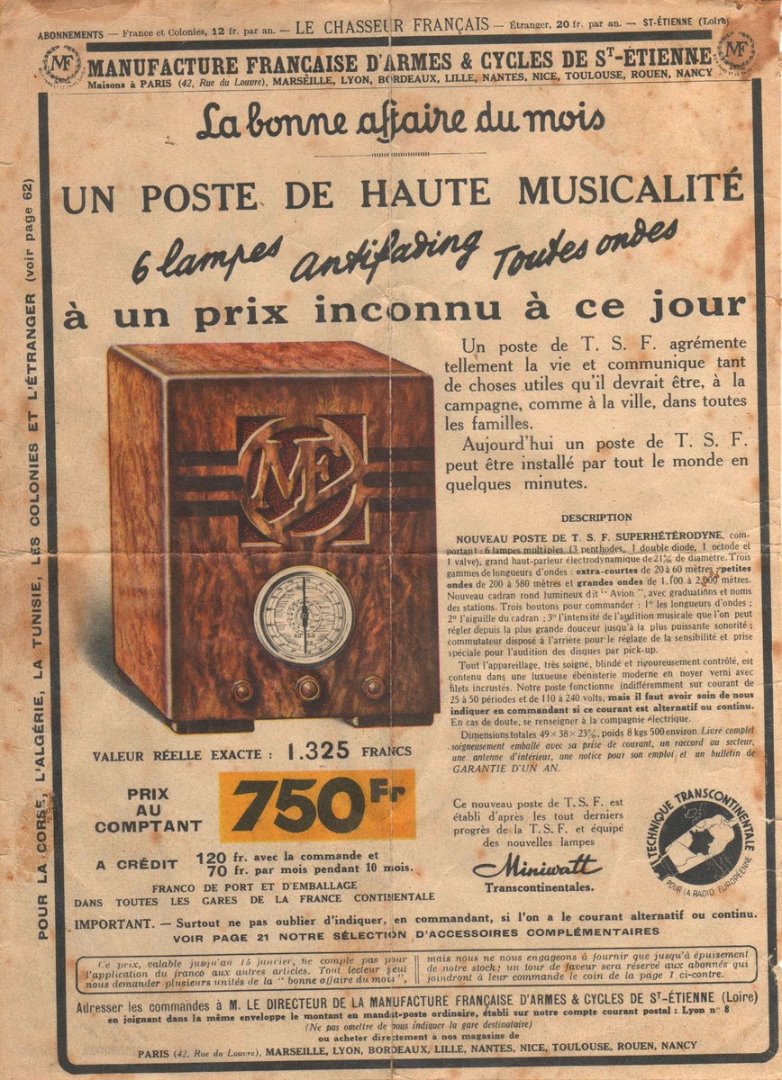 ABONNEMENTS — France et Colonies, 12 fr. par an. — LE CHASSEUR FRANÇAIS — Étranger, 20 fr. par an. — ST-ÉTIENNE (Loire)
MF
MANUFACTURE FRANÇAISE D'ARMES & CYCLES DE ST-ÉTIENNE
MF
Maisons à PARIS (42, Rue du Louvre), MARSEILLE, LYON, BORDEAUX, LILLE, NANTES, NICE, TOULOUSE, ROUEN, NANCY
La bonne affaire du mois
UN POSTE DE HAUTE MUSICALITÉ
6 lampes Antifading Toutes ondes
à un prix inconnu à ce jour
POUR LA CORSE, L'ALGÉRIE, LA TUNISIE, LES COLONIES ET L'ÉTRANGER (voir page 62)
MF
Un poste de T. S. F. agrémente
tellement la vie et communique tant
de choses utiles qu'il devrait être, à la
campagne, comme à la ville, dans toutes
les familles.
Aujourd'hui un poste de T. S. F.
peut être installé par tout le monde en
quelques minutes.
DESCRIPTION
NOUVEAU POSTE DE T. S. F. SUPERHÉTÉRODYNE, com-
portant : 6 lampes multiples (3 penthodes, 1 double diode, 1 octode et
1 valve), grand haut-parleur électrodynamique de 21 c/m de diamètre. Trois
gammes de longueurs d'ondes : extra-courtes de 20 à 60 mètres ; petites
ondes de 200 à 580 mètres et grandes ondes de 1.100 à 2.000 mètres.
Nouveau cadran rond lumineux dit " Avion ", avec graduations et noms
des stations. Trois boutons pour commander : 1° les longueurs d'ondes ;
2° l'aiguille du cadran ; 3° l'intensité de l'audition musicale que l'on peut
régler depuis la plus grande douceur jusqu'à la plus puissante sonorité ;
commutateur disposé à l'arrière pour le réglage de la sensibilité et prise
spéciale pour l'audition des disques par pick-up.
Tout l'appareillage, très soigné, blindé et rigoureusement contrôlé, est
contenu dans une luxueuse ébénisterie moderne en noyer verni avec
filets incrustés. Notre poste fonctionne indifféremment sur courant de
25 à 50 périodes et de 110 à 240 volts, mais il faut avoir soin de nous
indiquer en commandant si ce courant est alternatif ou continu.
En cas de doute, se renseigner à la compagnie électrique.
Dimensions totales 49 × 38 × 23 c/m, poids 8 kgs 500 environ. Livré complet
soigneusement emballé avec sa prise de courant, un raccord au secteur,
une antenne d'intérieur, une notice pour son emploi et un bulletin de
GARANTIE D'UN AN.
VALEUR RÉELLE EXACTE : 1.325 FRANCS
PRIX
AU
COMPTANT
750 Fr
A CRÉDIT 120 fr. avec la commande et
70 fr. par mois pendant 10 mois.
FRANCO DE PORT ET D'EMBALLAGE
DANS TOUTES LES GARES DE LA FRANCE CONTINENTALE
Ce nouveau poste de T. S. F. est
établi d'après les tout derniers
progrès de la T. S. F. et équipé
des nouvelles lampes
Miniwatt
Transcontinentales.
TECHNIQUE TRANSCONTINENTALE
POUR LA RADIO EUROPÉENNE
IMPORTANT. — Surtout ne pas oublier d'indiquer, en commandant, si l'on a le courant alternatif ou continu.
VOIR PAGE 21 NOTRE SÉLECTION D'ACCESSOIRES COMPLÉMENTAIRES
Ce prix, valable jusqu'au 15 janvier, ne compte pas pour
l'application du franco aux autres articles. Tout lecteur peut
nous demander plusieurs unités de la " bonne affaire du mois ",
mais nous ne nous engageons à fournir que jusqu'à épuisement
de notre stock ; un tour de faveur sera réservé aux abonnés qui
joindront à leur commande le coin de la page 1 ci-contre.
Adresser les commandes à M. LE DIRECTEUR DE LA MANUFACTURE FRANÇAISE D'ARMES & CYCLES DE ST-ÉTIENNE (Loire)
en joignant dans la même enveloppe le montant en mandat-poste ordinaire, établi sur notre compte courant postal : Lyon n° 8
(Ne pas omettre de nous indiquer la gare destinataire)
ou acheter directement à nos magasins de
PARIS (42, Rue du Louvre), MARSEILLE, LYON, BORDEAUX, LILLE, NANTES, NICE, TOULOUSE, ROUEN, NANCY